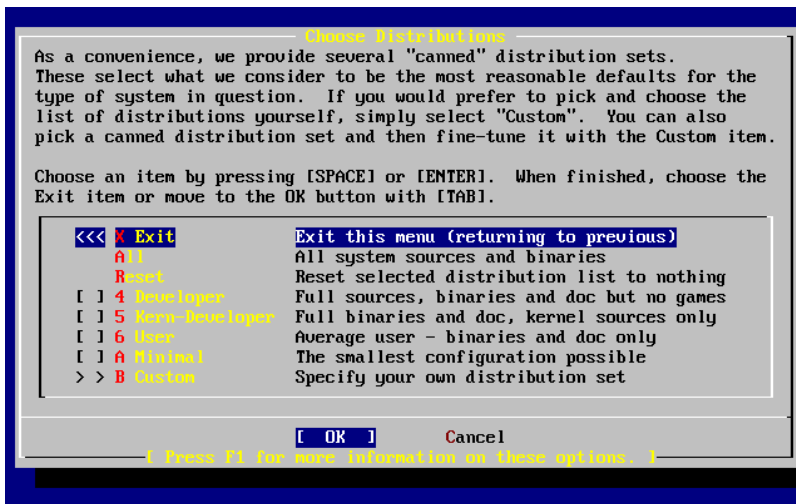 Choose Distributions
As a convenience, we provide several "canned" distribution sets.
These select what we consider to be the most reasonable defaults for the
type of system in question.  If you would prefer to pick and choose the
list of distributions yourself, simply select "Custom".  You can also
pick a canned distribution set and then fine-tune it with the Custom item.
Choose an item by pressing [SPACE] or [ENTER].  When finished, choose the
Exit item or move to the OK button with [TAB].
<<< X Exit Exit this menu (returning to previous)
All All system sources and binaries
Reset Reset selected distribution list to nothing
[ ] 4 Developer Full sources, binaries and doc but no games
[ ] 5 Kern-Developer Full binaries and doc, kernel sources only
[ ] 6 User Average user - binaries and doc only
[ ] A Minimal The smallest configuration possible
> > B Custom Specify your own distribution set
[ OK ] Cancel
[ Press F1 for more information on these options. ]